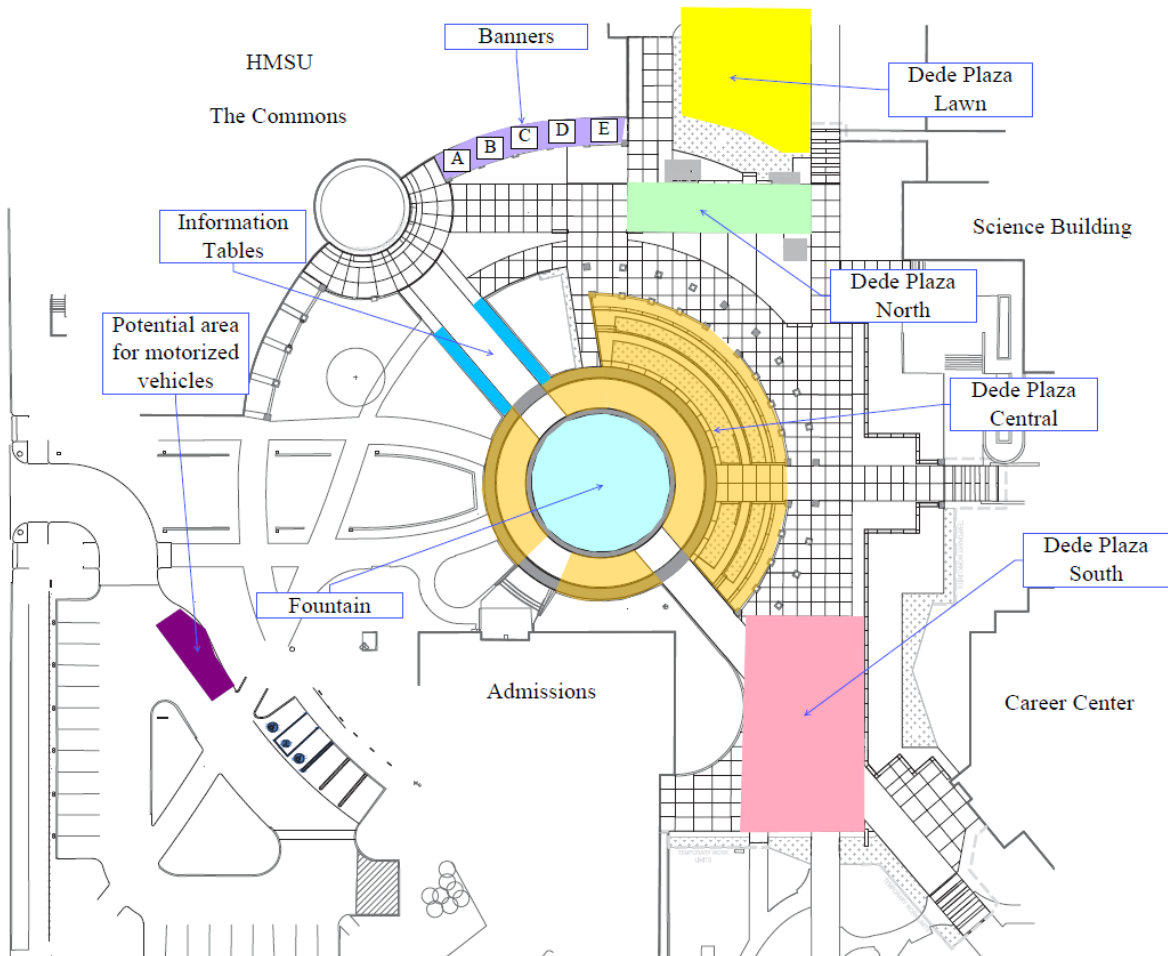 HMSU
The Commons
Banners
Dede Plaza
Lawn
A
B
C
D
E
Information
Tables
Science Building
Dede Plaza
North
Potential area
for motorized
vehicles
Dede Plaza
Central
Dede Plaza
South
Fountain
Admissions
Career Center